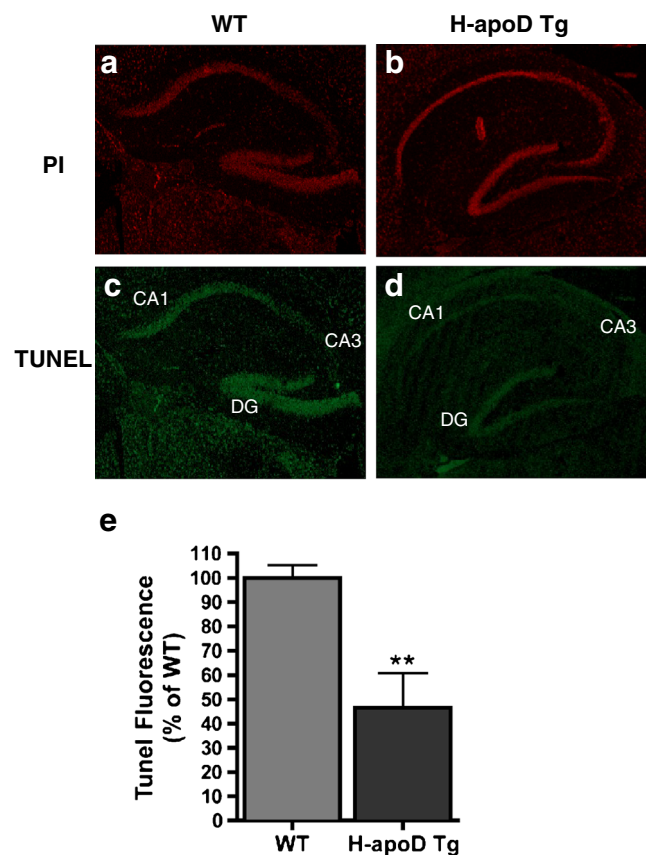 WT H-apoD Tg
a b
PI
c d
CA1 CA1
CA3 CA3
TUNEL
DG DG
e
Tunel Fluorescence
(% of WT)
110
100
90
80
70
60
50
40
30
20
10
0
**
WT H-apoD Tg